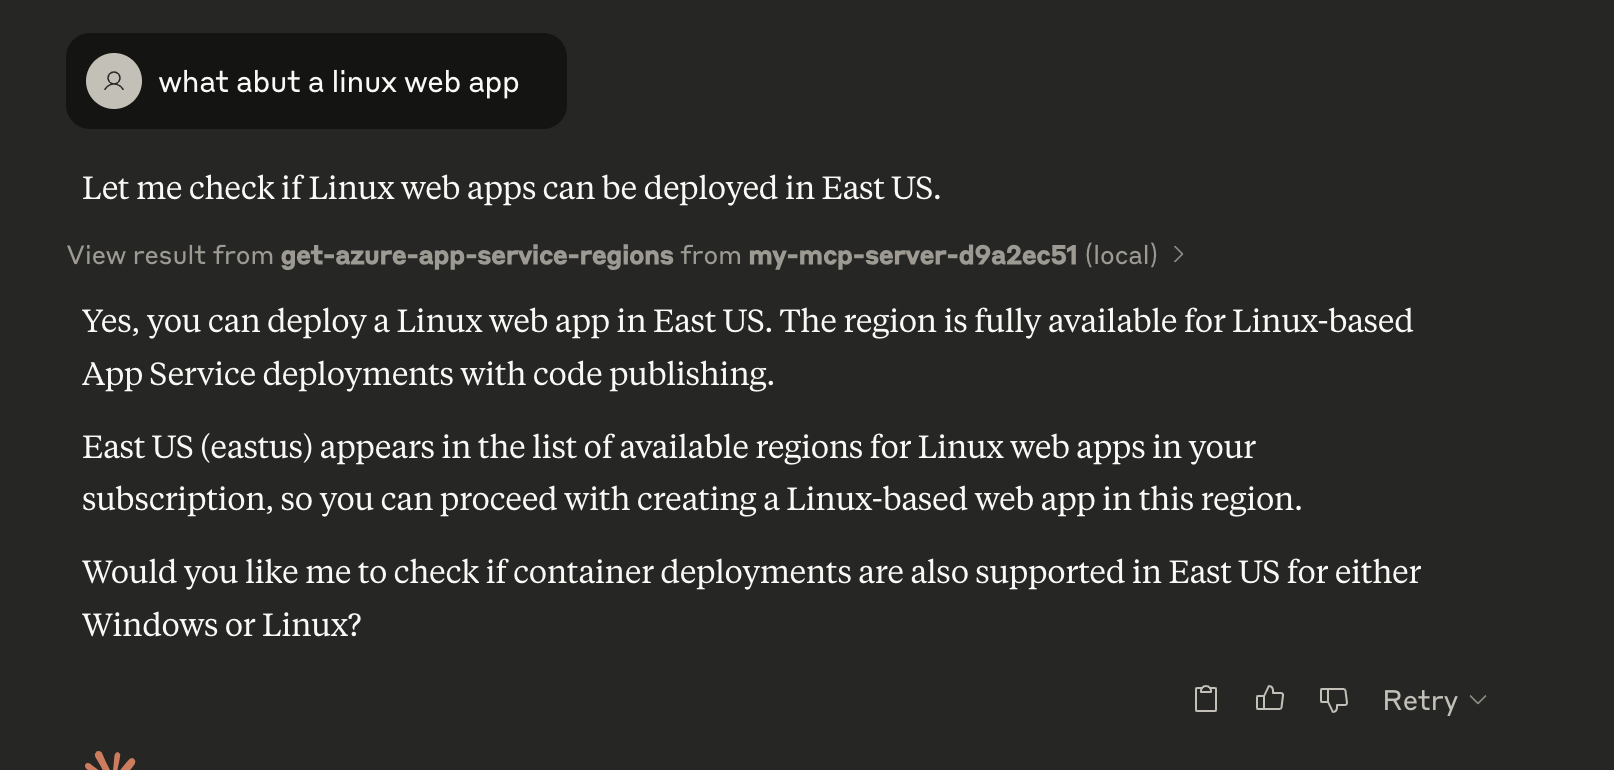 what abut a linux web app
Let me check if Linux web apps can be deployed in East US.
View result from get-azure-app-service-regions from my-mcp-server-d9a2ec51 (local)
Yes, you can deploy a Linux web app in East US. The region is fully available for Linux-based
App Service deployments with code publishing.
East US (eastus) appears in the list of available regions for Linux web apps in your
subscription, so you can proceed with creating a Linux-based web app in this region.
Would you like me to check if container deployments are also supported in East US for either
Windows or Linux?
Retry